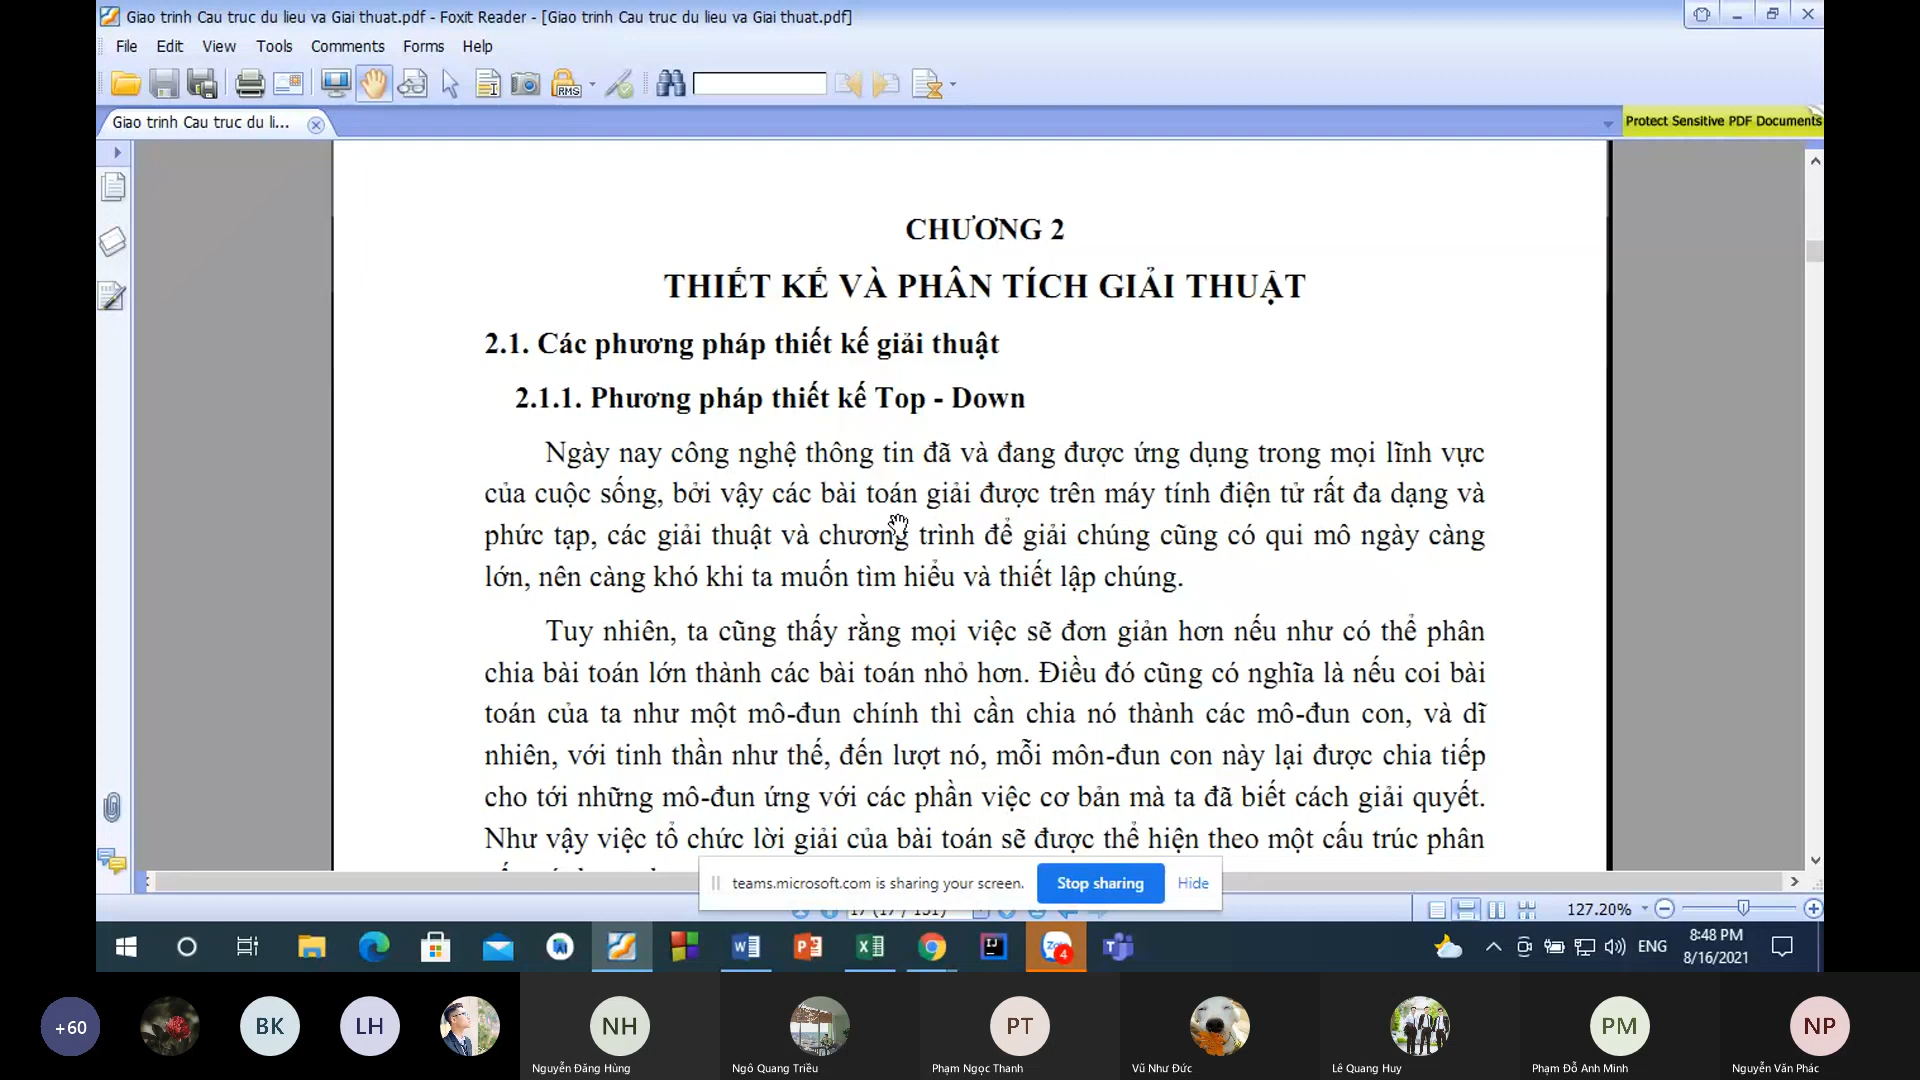 Giao trinh Cau truc du lieu va Giai thuat.pdf - Foxit Reader - [Giao trinh Cau truc du lieu va Giai thuat.pdf]
File Edit View Tools Comments Forms Help
RMS
Giao trinh Cau truc du li...
Protect Sensitive PDF Documents
CHƯƠNG 2
THIẾT KẾ VÀ PHÂN TÍCH GIẢI THUẬT
2.1. Các phương pháp thiết kế giải thuật
2.1.1. Phương pháp thiết kế Top - Down
Ngày nay công nghệ thông tin đã và đang được ứng dụng trong mọi lĩnh vực
của cuộc sống, bởi vậy các bài toán giải được trên máy tính điện tử rất đa dạng và
phức tạp, các giải thuật và chương trình để giải chúng cũng có qui mô ngày càng
lớn, nên càng khó khi ta muốn tìm hiểu và thiết lập chúng.
Tuy nhiên, ta cũng thấy rằng mọi việc sẽ đơn giản hơn nếu như có thể phân
chia bài toán lớn thành các bài toán nhỏ hơn. Điều đó cũng có nghĩa là nếu coi bài
toán của ta như một mô-đun chính thì cần chia nó thành các mô-đun con, và dĩ
nhiên, với tinh thần như thế, đến lượt nó, mỗi môn-đun con này lại được chia tiếp
cho tới những mô-đun ứng với các phần việc cơ bản mà ta đã biết cách giải quyết.
Như vậy việc tổ chức lời giải của bài toán sẽ được thể hiện theo một cấu trúc phân
teams.microsoft.com is sharing your screen. Stop sharing Hide
17 (17 / 151)
127.20%
ENG
8:48 PM
8/16/2021
4
+60
BK
LH
NH
PT
PM
NP
Nguyễn Đăng Hùng
Ngô Quang Triều
Phạm Ngọc Thanh
Vũ Như Đức
Lê Quang Huy
Phạm Đỗ Anh Minh
Nguyễn Văn Phác